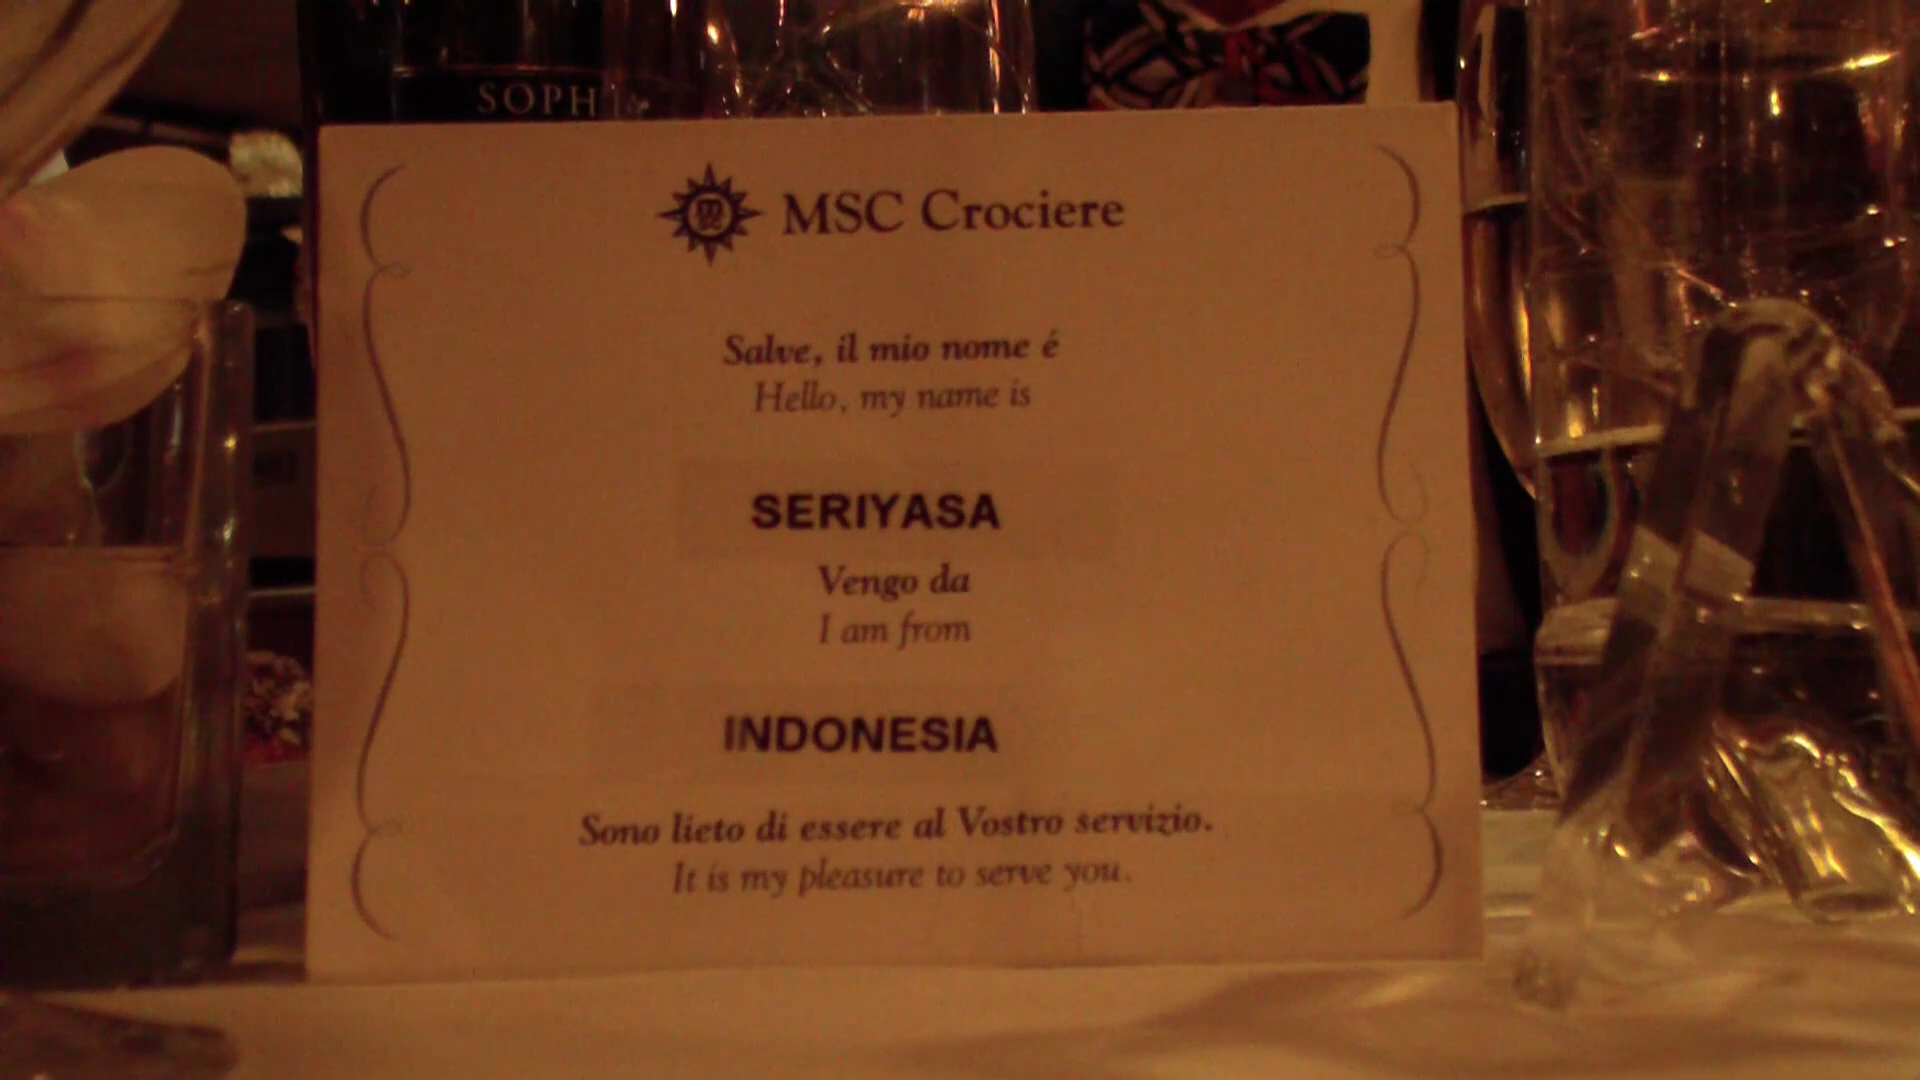 SOPH
MSC Crociere
Salve, il mio nome é
Hello, my name is
SERIYASA
Vengo da
I am from
INDONESIA
Sono lieto di essere al Vostro servizio.
It is my pleasure to serve you.